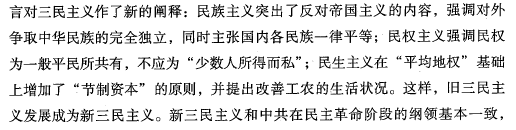 言对三民主义作了新的阐释：民族主义突出了反对帝国主义的内容，强调对外
争取中华民族的完全独立，同时主张国内各民族一律平等；民权主义强调民权
为一般平民所共有，不应为“少数人所得而私”；民生主义在“平均地权”基础
上增加了“节制资本”的原则，并提出改善工农的生活状况。这样，旧三民主
义发展成为新三民主义。新三民主义和中共在民主革命阶段的纲领基本一致，